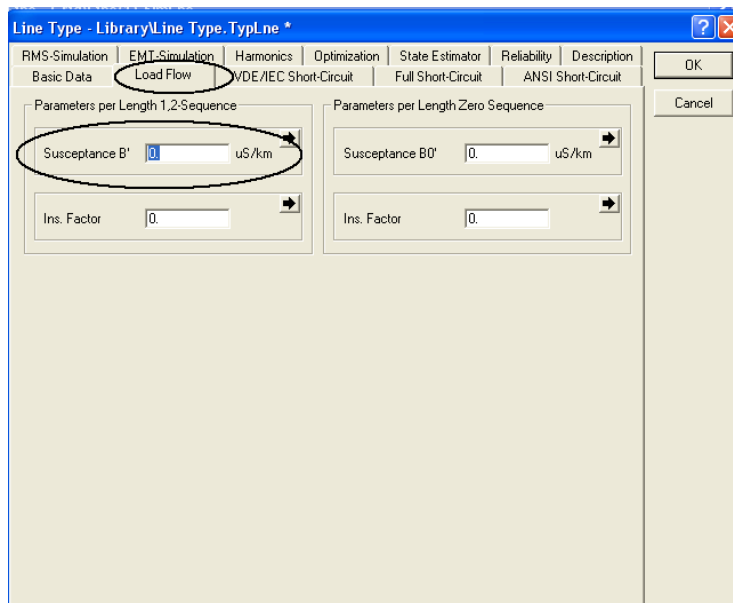 Line Type - Library\Line Type.TypLne *
RMS-Simulation EMT-Simulation Harmonics Optimization State Estimator Reliability Description
Basic Data Load Flow VDE/IEC Short-Circuit Full Short-Circuit ANSI Short-Circuit
OK
Cancel
Parameters per Length 1,2-Sequence
Susceptance B' 0. uS/km
Ins. Factor 0.
Parameters per Length Zero Sequence
Susceptance B0' 0. uS/km
Ins. Factor 0.